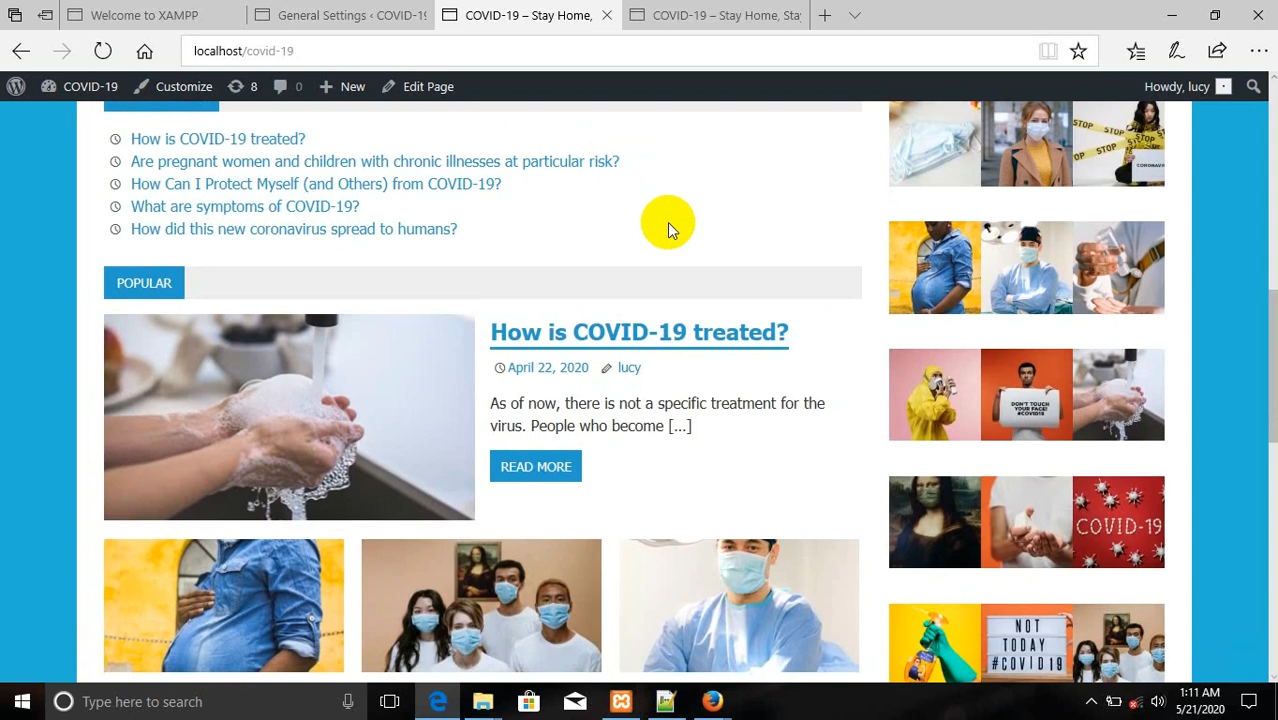 Welcome to XAMPP
General Settings ‹ COVID-19
COVID-19 – Stay Home,
COVID-19 – Stay Home, Stay
localhost/covid-19
COVID-19
Customize
8
0
New
Edit Page
Howdy, lucy
How is COVID-19 treated?
Are pregnant women and children with chronic illnesses at particular risk?
How Can I Protect Myself (and Others) from COVID-19?
What are symptoms of COVID-19?
How did this new coronavirus spread to humans?
POPULAR
How is COVID-19 treated?
April 22, 2020
lucy
As of now, there is not a specific treatment for the
virus. People who become [...]
READ MORE
STOP
STOP
STOP
CORONAVIRUS
DON'T TOUCH
YOUR FACE!
#COVID19
COVID-19
NOT
TODAY
#COVID19
Type here to search
1:11 AM
5/21/2020